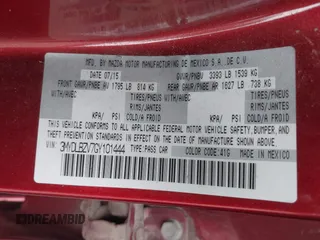 MFD. BY MAZDA MOTOR MANUFACTURING DE MEXICO S.A. DE C.V.
DATE 07/15 GVWR/PNBV 3393 LB 1539 KG
FRONT GAWR/PNBE AV 1795 LB 814 KG REAR GAWR/PNBE AR 1627 LB 738 KG
WITH/AVEC TIRES/PNEUS WITH/AVEC TIRES/PNEUS
RIMS/JANTES RIMS/JANTES
KPA/ PSI/ COLD/A FROID KPA/ PSI/ COLD/A FROID
THIS VEHICLE CONFORMS TO ALL APPLICABLE FEDERAL MOTOR VEHICLE SAFETY, BUMPER, AND
THEFT PREVENTION STANDARDS IN EFFECT ON THE DATE OF MANUFACTURE SHOWN ABOVE.
VIN: 3MYDLBZV7GY101444 COLOR CODE: 41G MADE IN MEXICO
DREAMBID